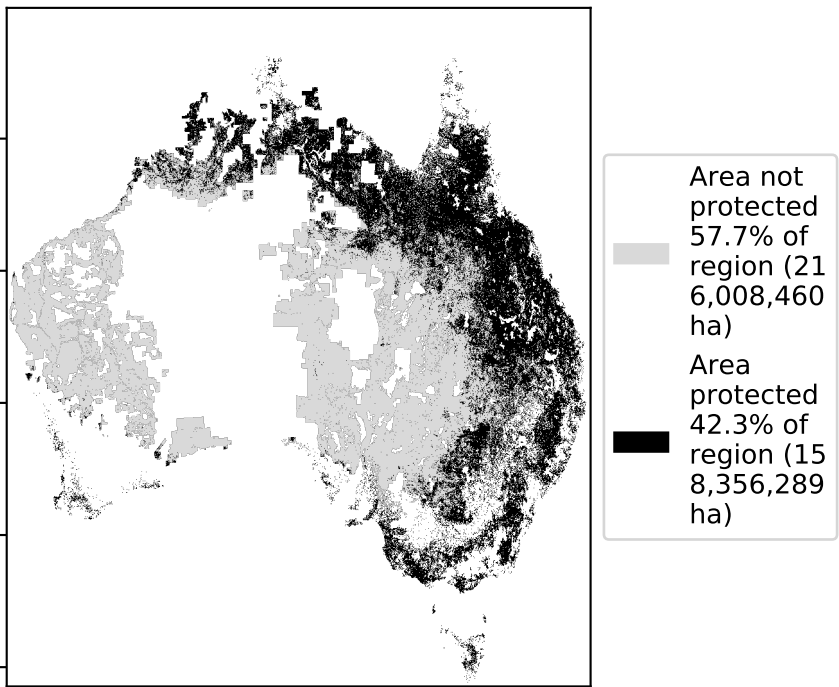 Area not
protected
57.7% of
region (21
6,008,460
ha)
Area
protected
42.3% of
region (15
8,356,289
ha)